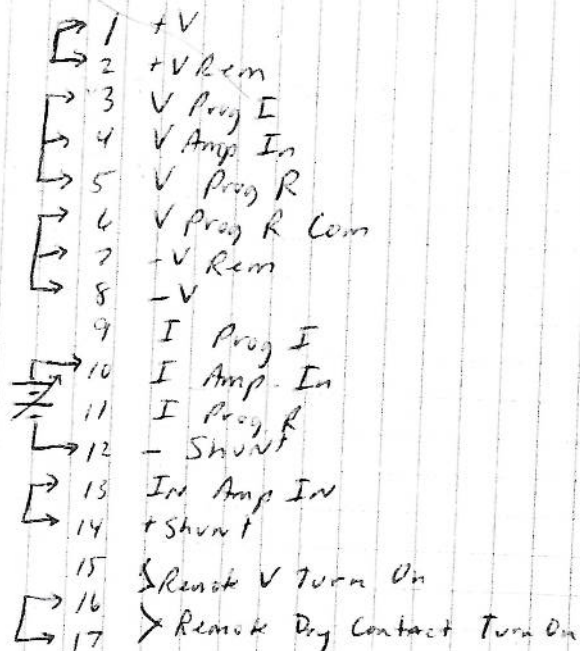 1 +V
2 +V Rem
3 V Prog I
4 V Amp In
5 V Prog R
6 V Prog R Com
7 -V Rem
8 -V
9 I Prog I
10 I Amp In
11 I Prog R
12 - Shunt
13 In Amp IN
14 + Shunt
15
16 > Remote V Turn On
17 > Remote Dry Contact Turn On